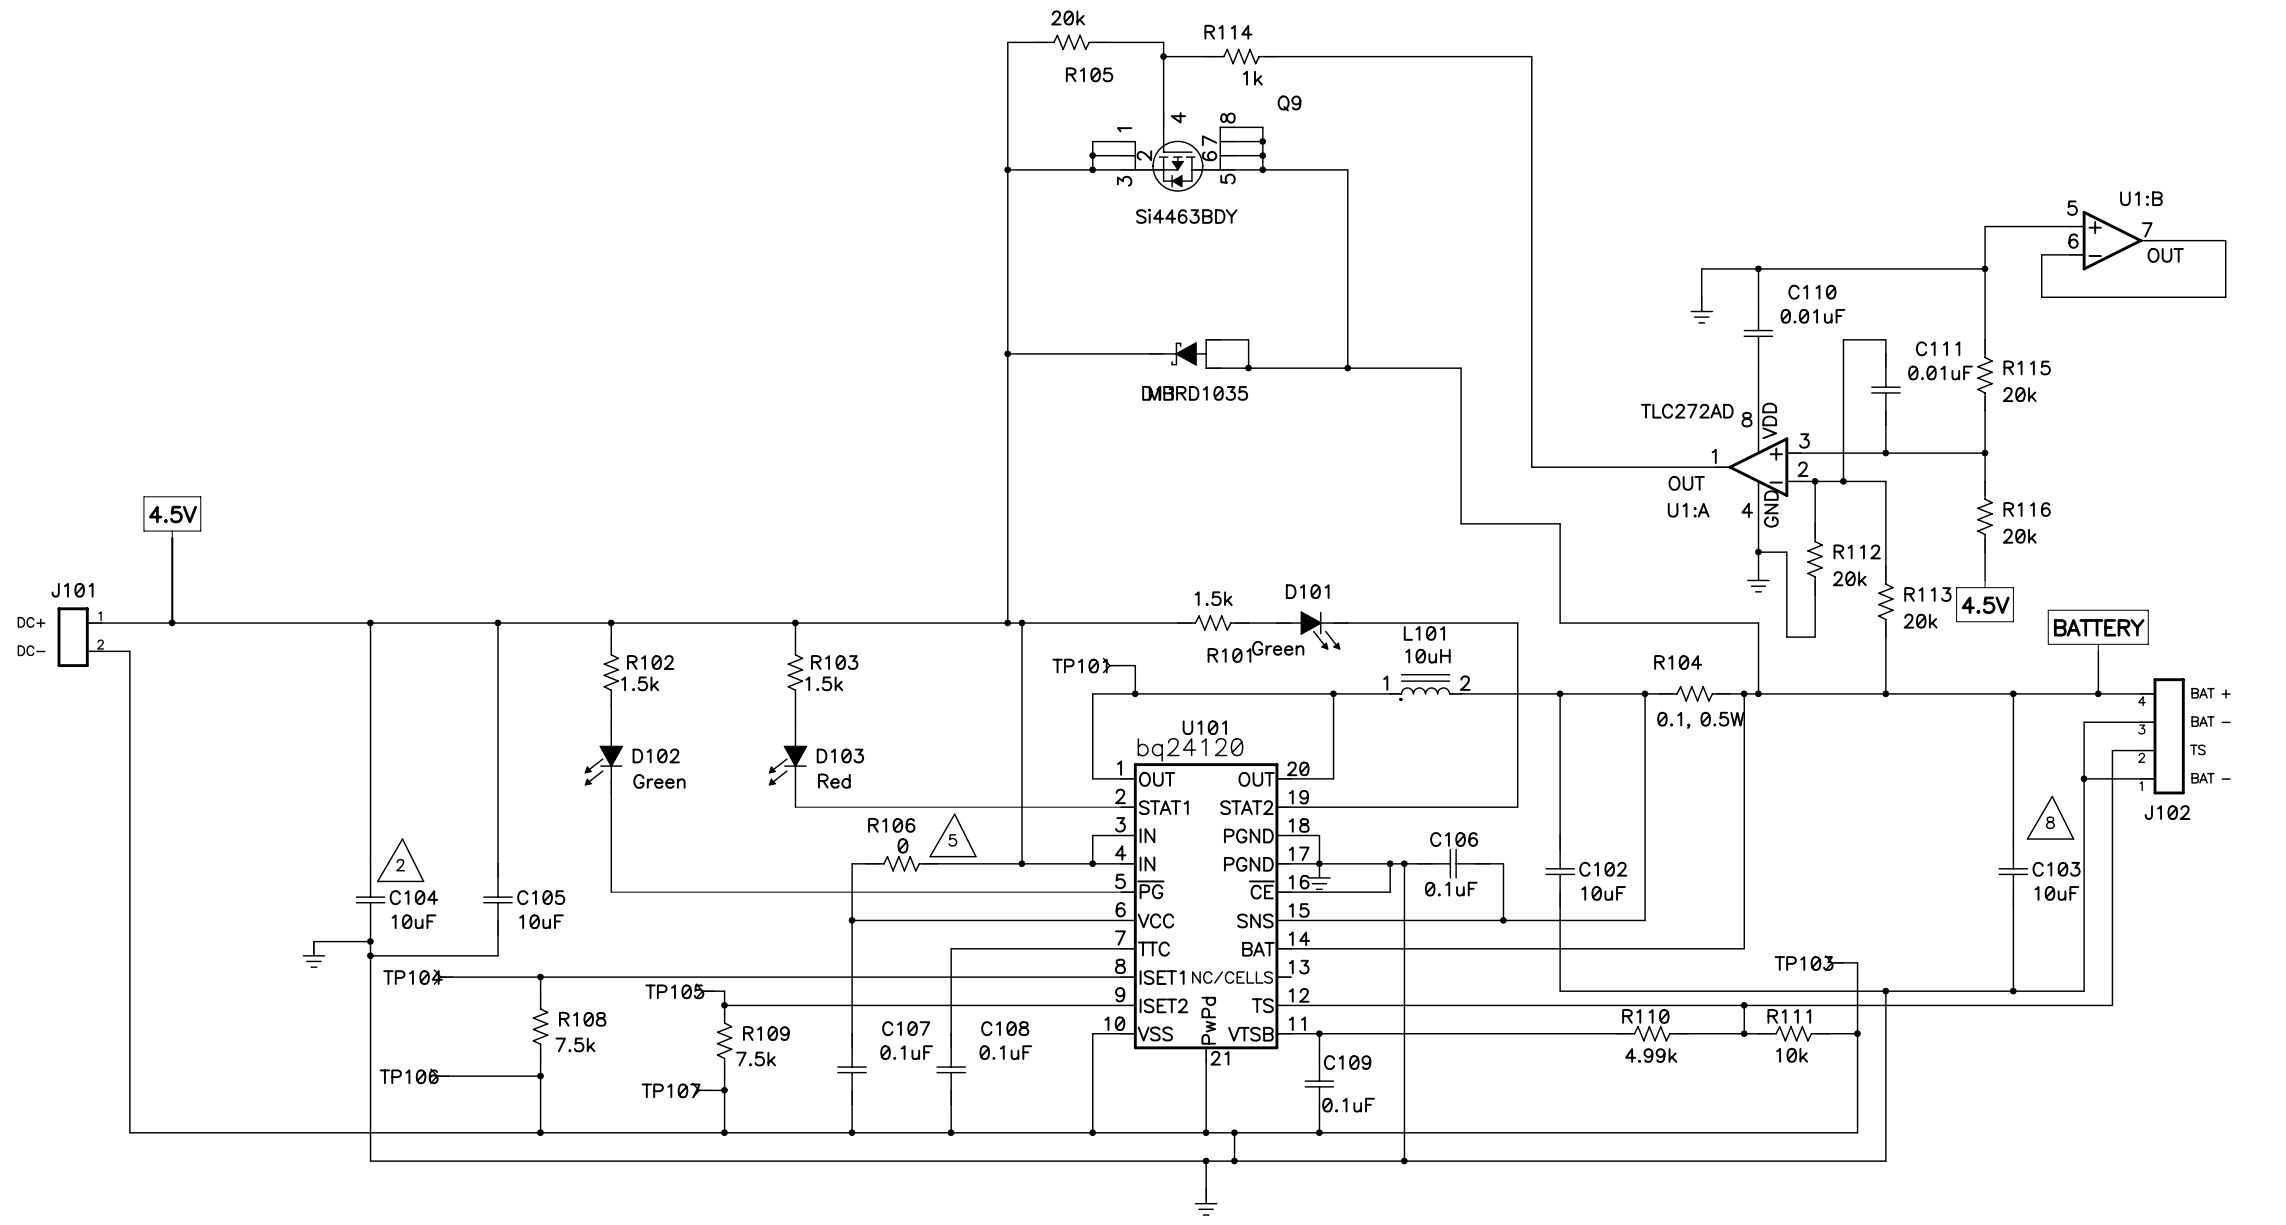 20k
R114
R105
1k
Q9
4
1
2
3
8
7
6
5
Si4463BDY
U1:B
5
6
7
OUT
C110
0.01uF
C111
0.01uF
R115
20k
TLC272AD
8
VDD
3
2
1
OUT
U1:A
4
GND
R116
20k
R112
20k
R113
20k
4.5V
MBRD1035
4.5V
J101
DC+
1
DC-
2
1.5k
D101
R101
Green
L101
10uH
1
2
TP101
R104
0.1, 0.5W
BATTERY
R102
1.5k
R103
1.5k
D102
Green
D103
Red
U101
bq24120
1
OUT
2
STAT1
3
IN
4
IN
5
PG
6
VCC
7
TTC
8
ISET1
9
ISET2
10
VSS
PwPd
21
OUT
20
STAT2
19
PGND
18
PGND
17
CE
16
SNS
15
BAT
14
NC/CELLS
13
TS
12
VTSB
11
R106
0
5
2
C104
10uF
C105
10uF
C106
0.1uF
C102
10uF
8
C103
10uF
BAT +
4
BAT -
3
TS
2
BAT -
1
J102
TP104
TP105
TP103
R108
7.5k
R109
7.5k
C107
0.1uF
C108
0.1uF
R110
4.99k
R111
10k
C109
0.1uF
TP106
TP107